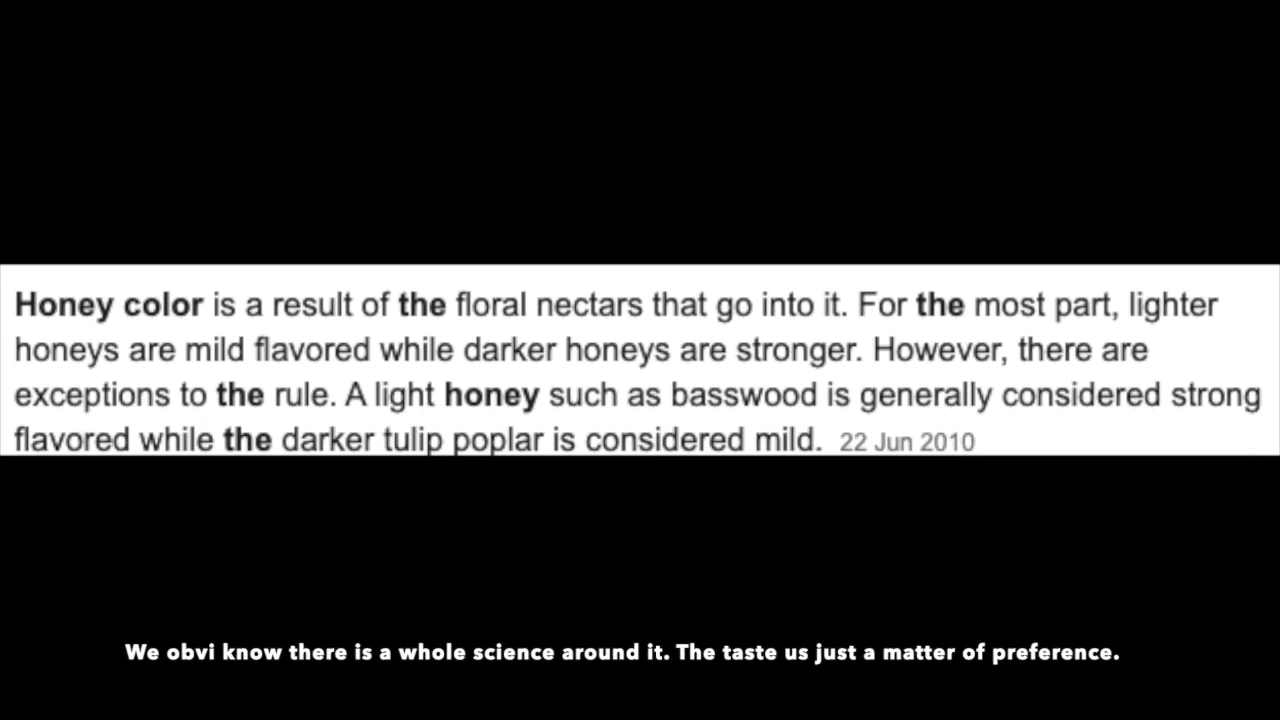 Honey color is a result of the floral nectars that go into it. For the most part, lighter
honeys are mild flavored while darker honeys are stronger. However, there are
exceptions to the rule. A light honey such as basswood is generally considered strong
flavored while the darker tulip poplar is considered mild. 22 Jun 2010
We obvi know there is a whole science around it. The taste us just a matter of preference.